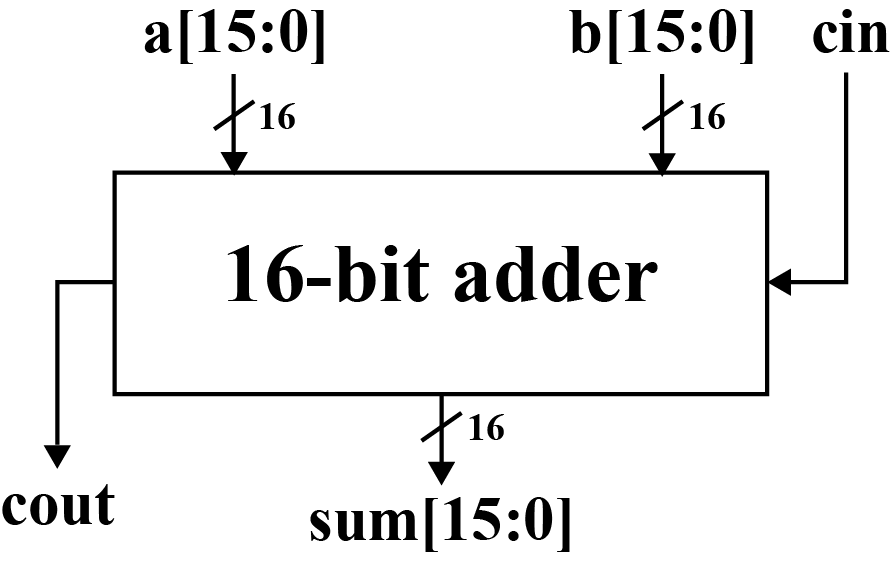 a[15:0] b[15:0] cin
16 16
16-bit adder
16
cout
sum[15:0]